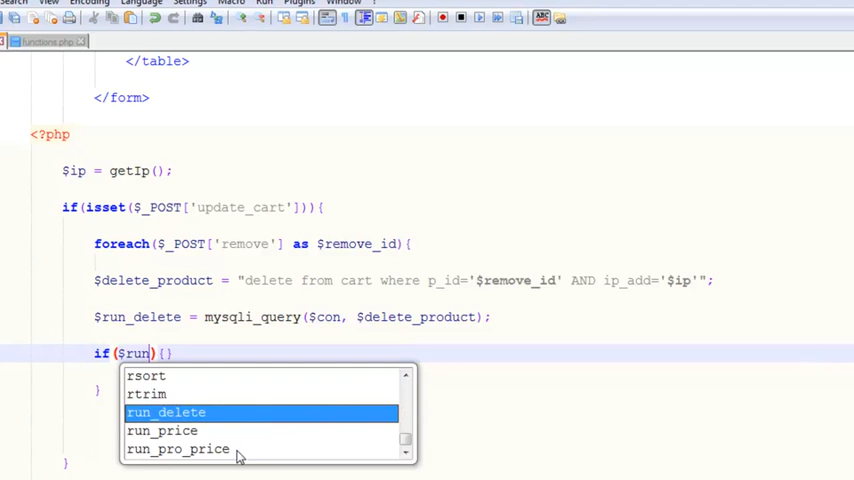 Search View Encoding Language Settings Macro Run Plugins Window ?
functions.php
ABC
</table>
</form>
<?php
$ip = getIp();
if(isset($_POST['update_cart'])){
foreach($_POST['remove'] as $remove_id){
$delete_product = "delete from cart where p_id='$remove_id' AND ip_add='$ip'";
$run_delete = mysqli_query($con, $delete_product);
if($run){}
rsort
rtrim
run_delete
run_price
run_pro_price
}
}